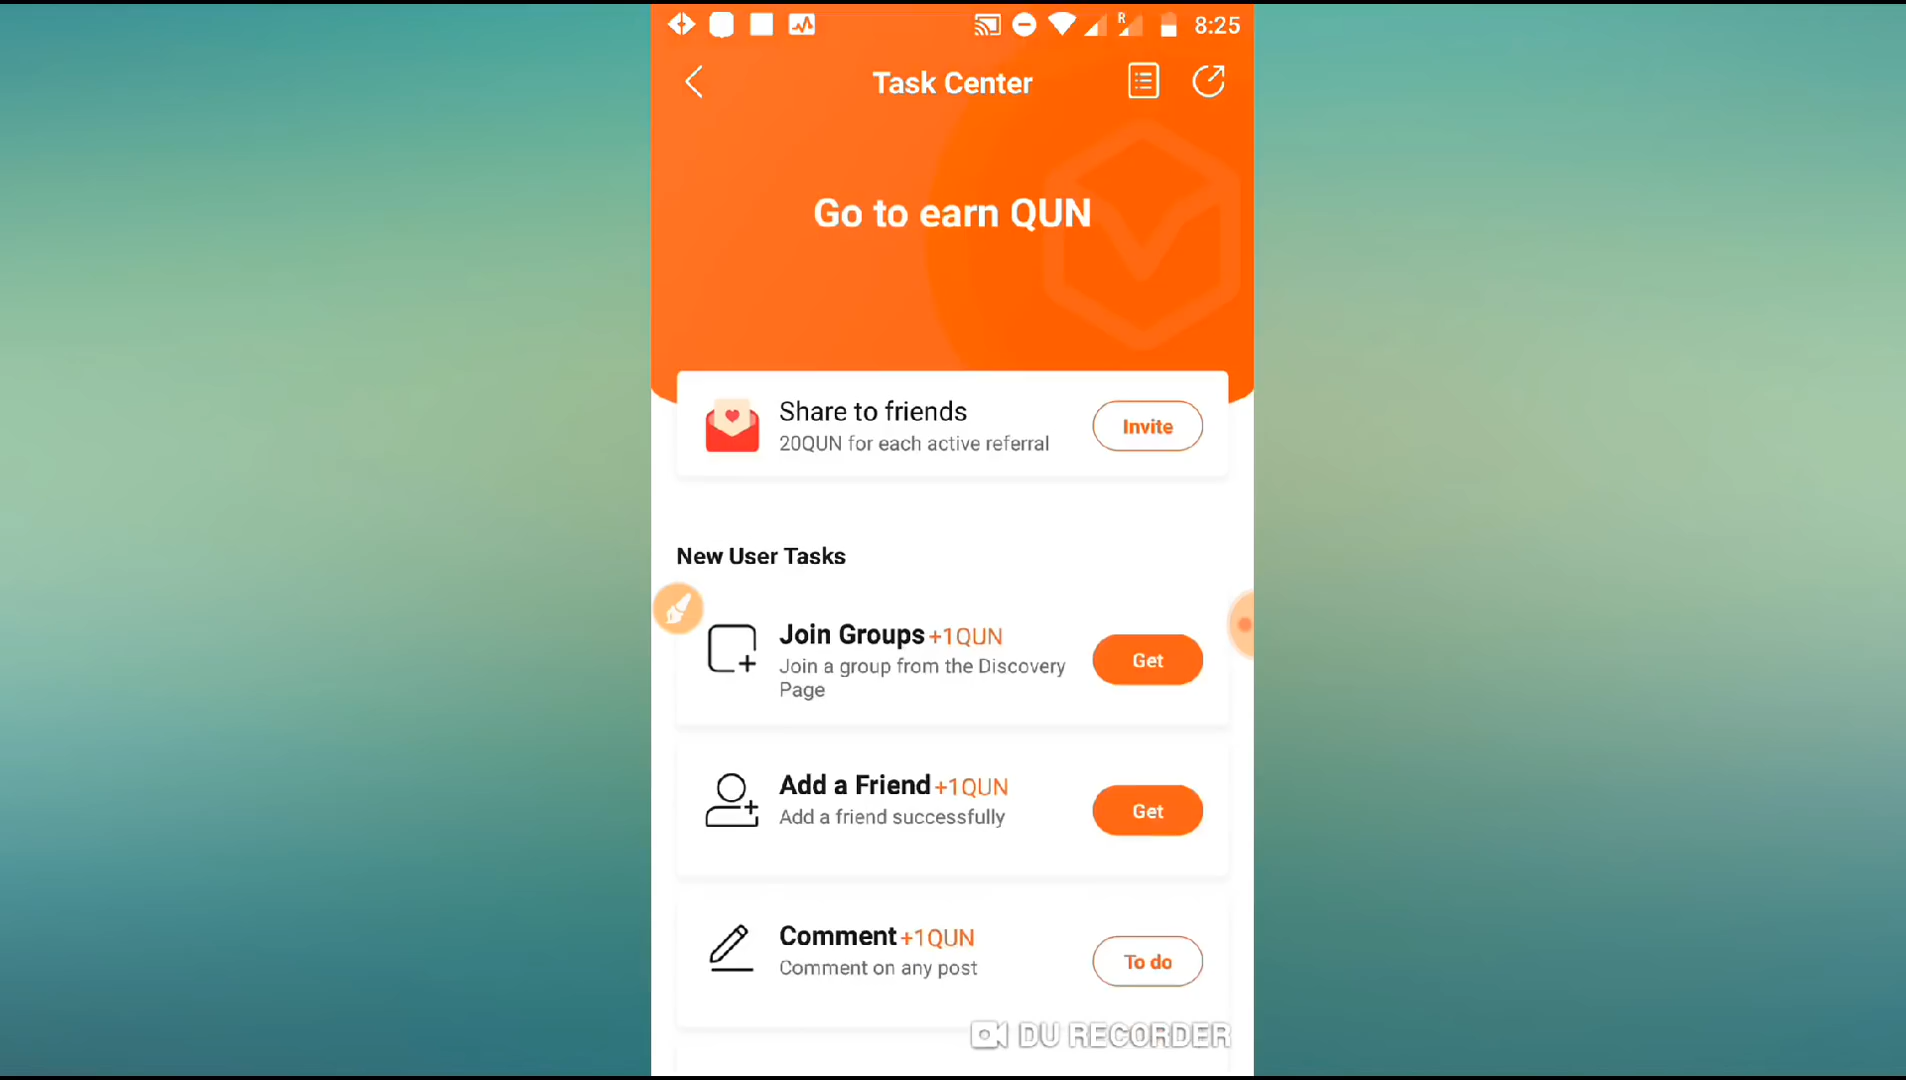 R
8:25
Task Center
Go to earn QUN
Share to friends
20QUN for each active referral
Invite
New User Tasks
Join Groups +1QUN
Join a group from the Discovery
Page
Get
Add a Friend +1QUN
Add a friend successfully
Get
Comment +1QUN
Comment on any post
To do
DU RECORDER